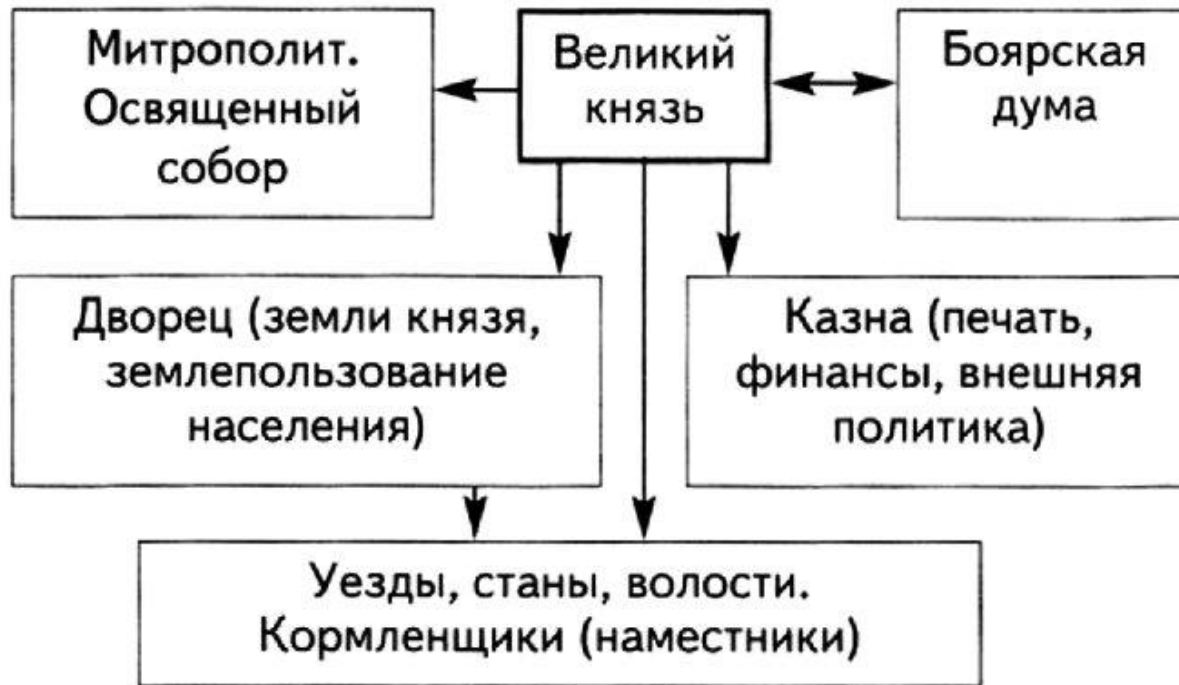 Митрополит.
Освященный
собор
Великий
князь
Боярская
дума
Дворец (земли князя,
землепользование
населения)
Казна (печать,
финансы, внешняя
политика)
Уезды, станы, волости.
Кормленщики (наместники)